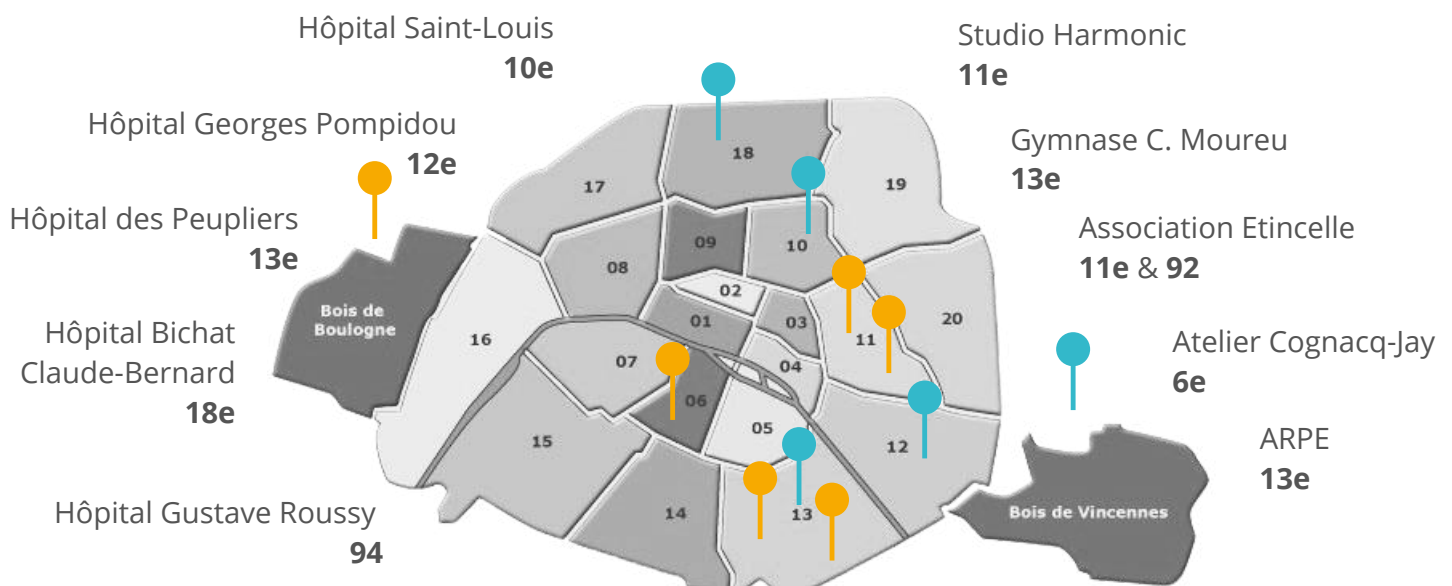 Hôpital Saint-Louis
10e
Hôpital Georges Pompidou
12e
Hôpital des Peupliers
13e
Hôpital Bichat
Claude-Bernard
18e
Hôpital Gustave Roussy
94
Studio Harmonic
11e
Gymnase C. Moureu
13e
Association Etincelle
11e & 92
Atelier Cognacq-Jay
6e
ARPE
13e
18
17
19
09
10
08
02
01
03
11
20
16
07
04
06
05
15
12
14
13
Bois de
Boulogne
Bois de Vincennes